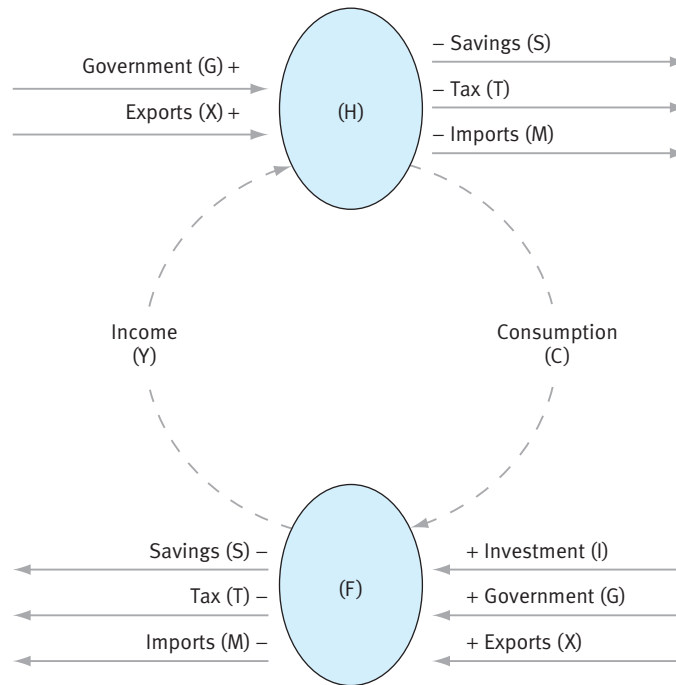 Government (G) +
Exports (X) +
(H)
– Savings (S)
– Tax (T)
– Imports (M)
Income
(Y)
Consumption
(C)
Savings (S) –
Tax (T) –
Imports (M) –
(F)
+ Investment (I)
+ Government (G)
+ Exports (X)